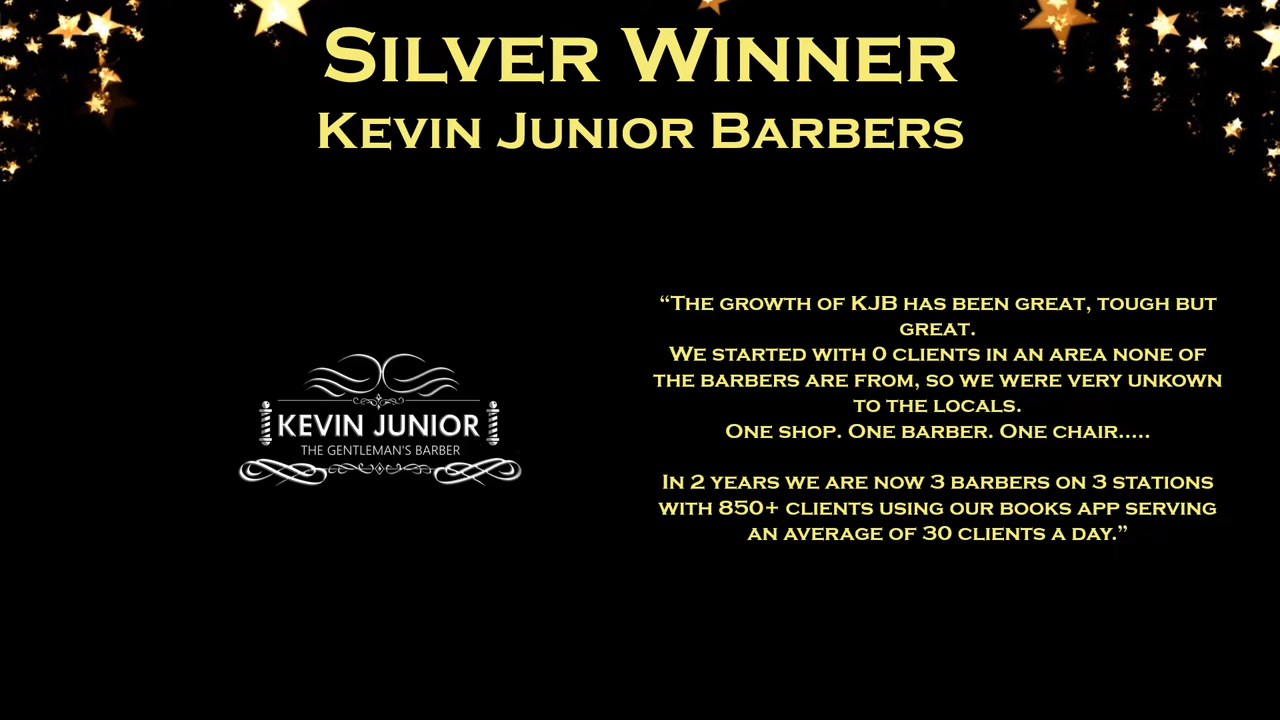 Silver Winner
Kevin Junior Barbers
“The growth of KJB has been great, tough but
great.
We started with 0 clients in an area none of
the barbers are from, so we were very unkown
to the locals.
One shop. One barber. One chair.....
In 2 years we are now 3 barbers on 3 stations
with 850+ clients using our books app serving
an average of 30 clients a day.”
KEVIN JUNIOR
THE GENTLEMAN'S BARBER